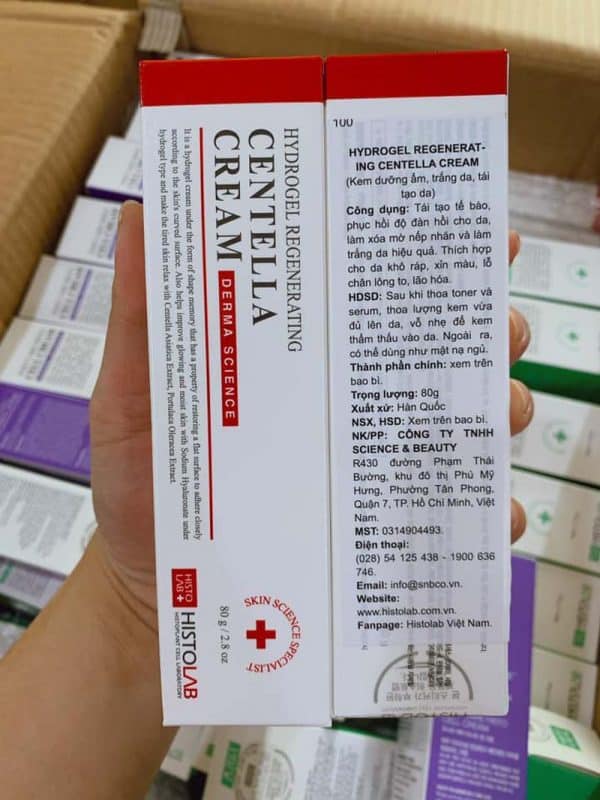 HYDROGEL REGENERATING
CENTELLA
CREAM
DERMA SCIENCE
It is a hydrogel cream under the form of shape memory that has a property of restoring a flat surface to adhere closely
according to the skin's curved surface. Also helps improve glowing and moist skin with Sodium Hyaluronate under
hydrogel type and make the tired skin relax with Centella Asiatica Extract, Portulaca Oleracea Extract.
SKIN SCIENCE SPECIALIST
80 g / 2.8 oz
HISTO
LAB+
HISTOLAB
HISTOPLANT CELL LABORATORY
100
HYDROGEL REGENERAT-
ING CENTELLA CREAM
(Kem dưỡng ẩm, trắng da, tái
tạo da)
Công dụng: Tái tạo tế bào,
phục hồi độ đàn hồi cho da,
làm xóa mờ nếp nhăn và làm
trắng da hiệu quả. Thích hợp
cho da khô ráp, xỉn màu, lỗ
chân lông to, lão hóa.
HDSD: Sau khi thoa toner và
serum, thoa lượng kem vừa
đủ lên da, vỗ nhẹ để kem
thẩm thấu vào da. Ngoài ra,
có thể dùng như mặt nạ ngủ.
Thành phần chính: xem trên
bao bì.
Trọng lượng: 80g
Xuất xứ: Hàn Quốc
NSX, HSD: Xem trên bao bì.
NK/PP: CÔNG TY TNHH
SCIENCE & BEAUTY
R430 đường Phạm Thái
Bường, khu đô thị Phú Mỹ
Hưng, Phường Tân Phong,
Quận 7, TP. Hồ Chí Minh, Việt
Nam.
MST: 0314904493.
Điện thoại:
(028) 54 125 438 - 1900 636
746.
Email: info@snbco.vn.
Website:
www.histolab.com.vn.
Fanpage: Histolab Việt Nam.
HISTOLAB